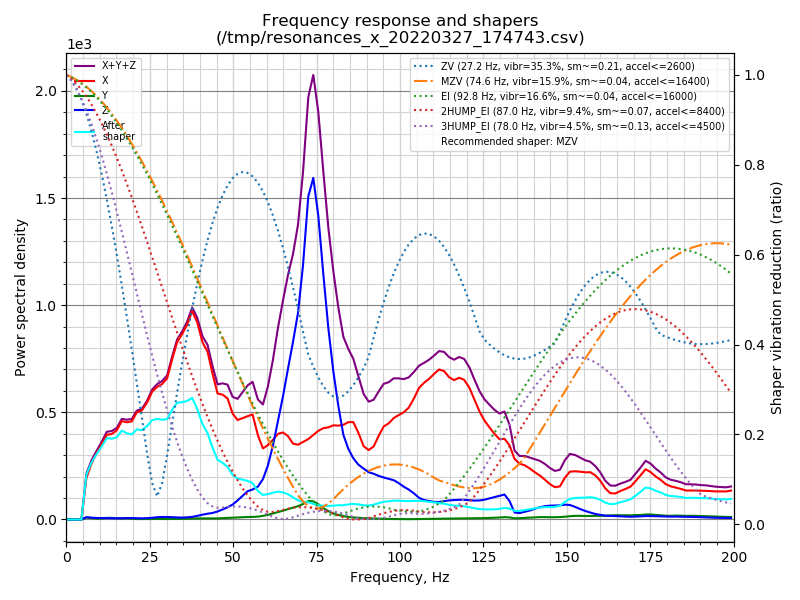 Frequency response and shapers
(/tmp/resonances_x_20220327_174743.csv)
1e3
X+Y+Z
X
Y
Z
After
shaper
ZV (27.2 Hz, vibr=35.3%, sm~=0.21, accel<=2600)
MZV (74.6 Hz, vibr=15.9%, sm~=0.04, accel<=16400)
EI (92.8 Hz, vibr=16.6%, sm~=0.04, accel<=16000)
2HUMP_EI (87.0 Hz, vibr=9.4%, sm~=0.07, accel<=8400)
3HUMP_EI (78.0 Hz, vibr=4.5%, sm~=0.13, accel<=4500)
Recommended shaper: MZV
Power spectral density
2.0
1.5
1.0
0.5
0.0
1.0
0.8
0.6
0.4
0.2
0.0
Shaper vibration reduction (ratio)
0 25 50 75 100 125 150 175 200
Frequency, Hz